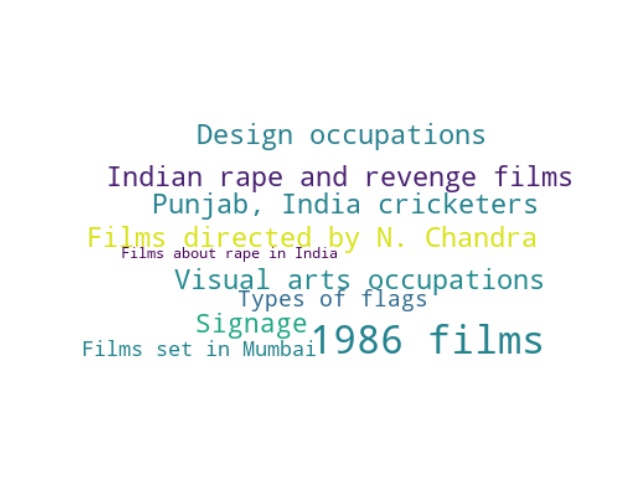 Design occupations
Indian rape and revenge films
Punjab, India cricketers
Films directed by N. Chandra
Films about rape in India
Visual arts occupations
Types of flags
Signage
1986 films
Films set in Mumbai